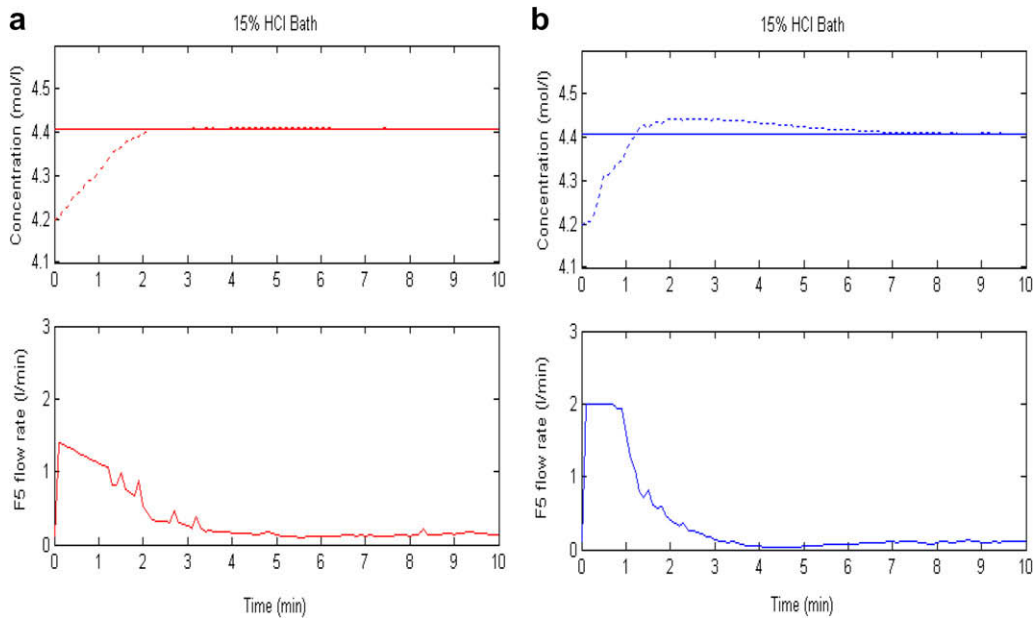 a
15% HCl Bath
Concentration (mol/l)
4.5
4.4
4.3
4.2
4.1
0 1 2 3 4 5 6 7 8 9 10
F5 flow rate (l/min)
3
2
1
0
0 1 2 3 4 5 6 7 8 9 10
Time (min)
b
15% HCl Bath
Concentration (mol/l)
4.5
4.4
4.3
4.2
4.1
0 1 2 3 4 5 6 7 8 9 10
F5 flow rate (l/min)
3
2
1
0
0 1 2 3 4 5 6 7 8 9 10
Time (min)